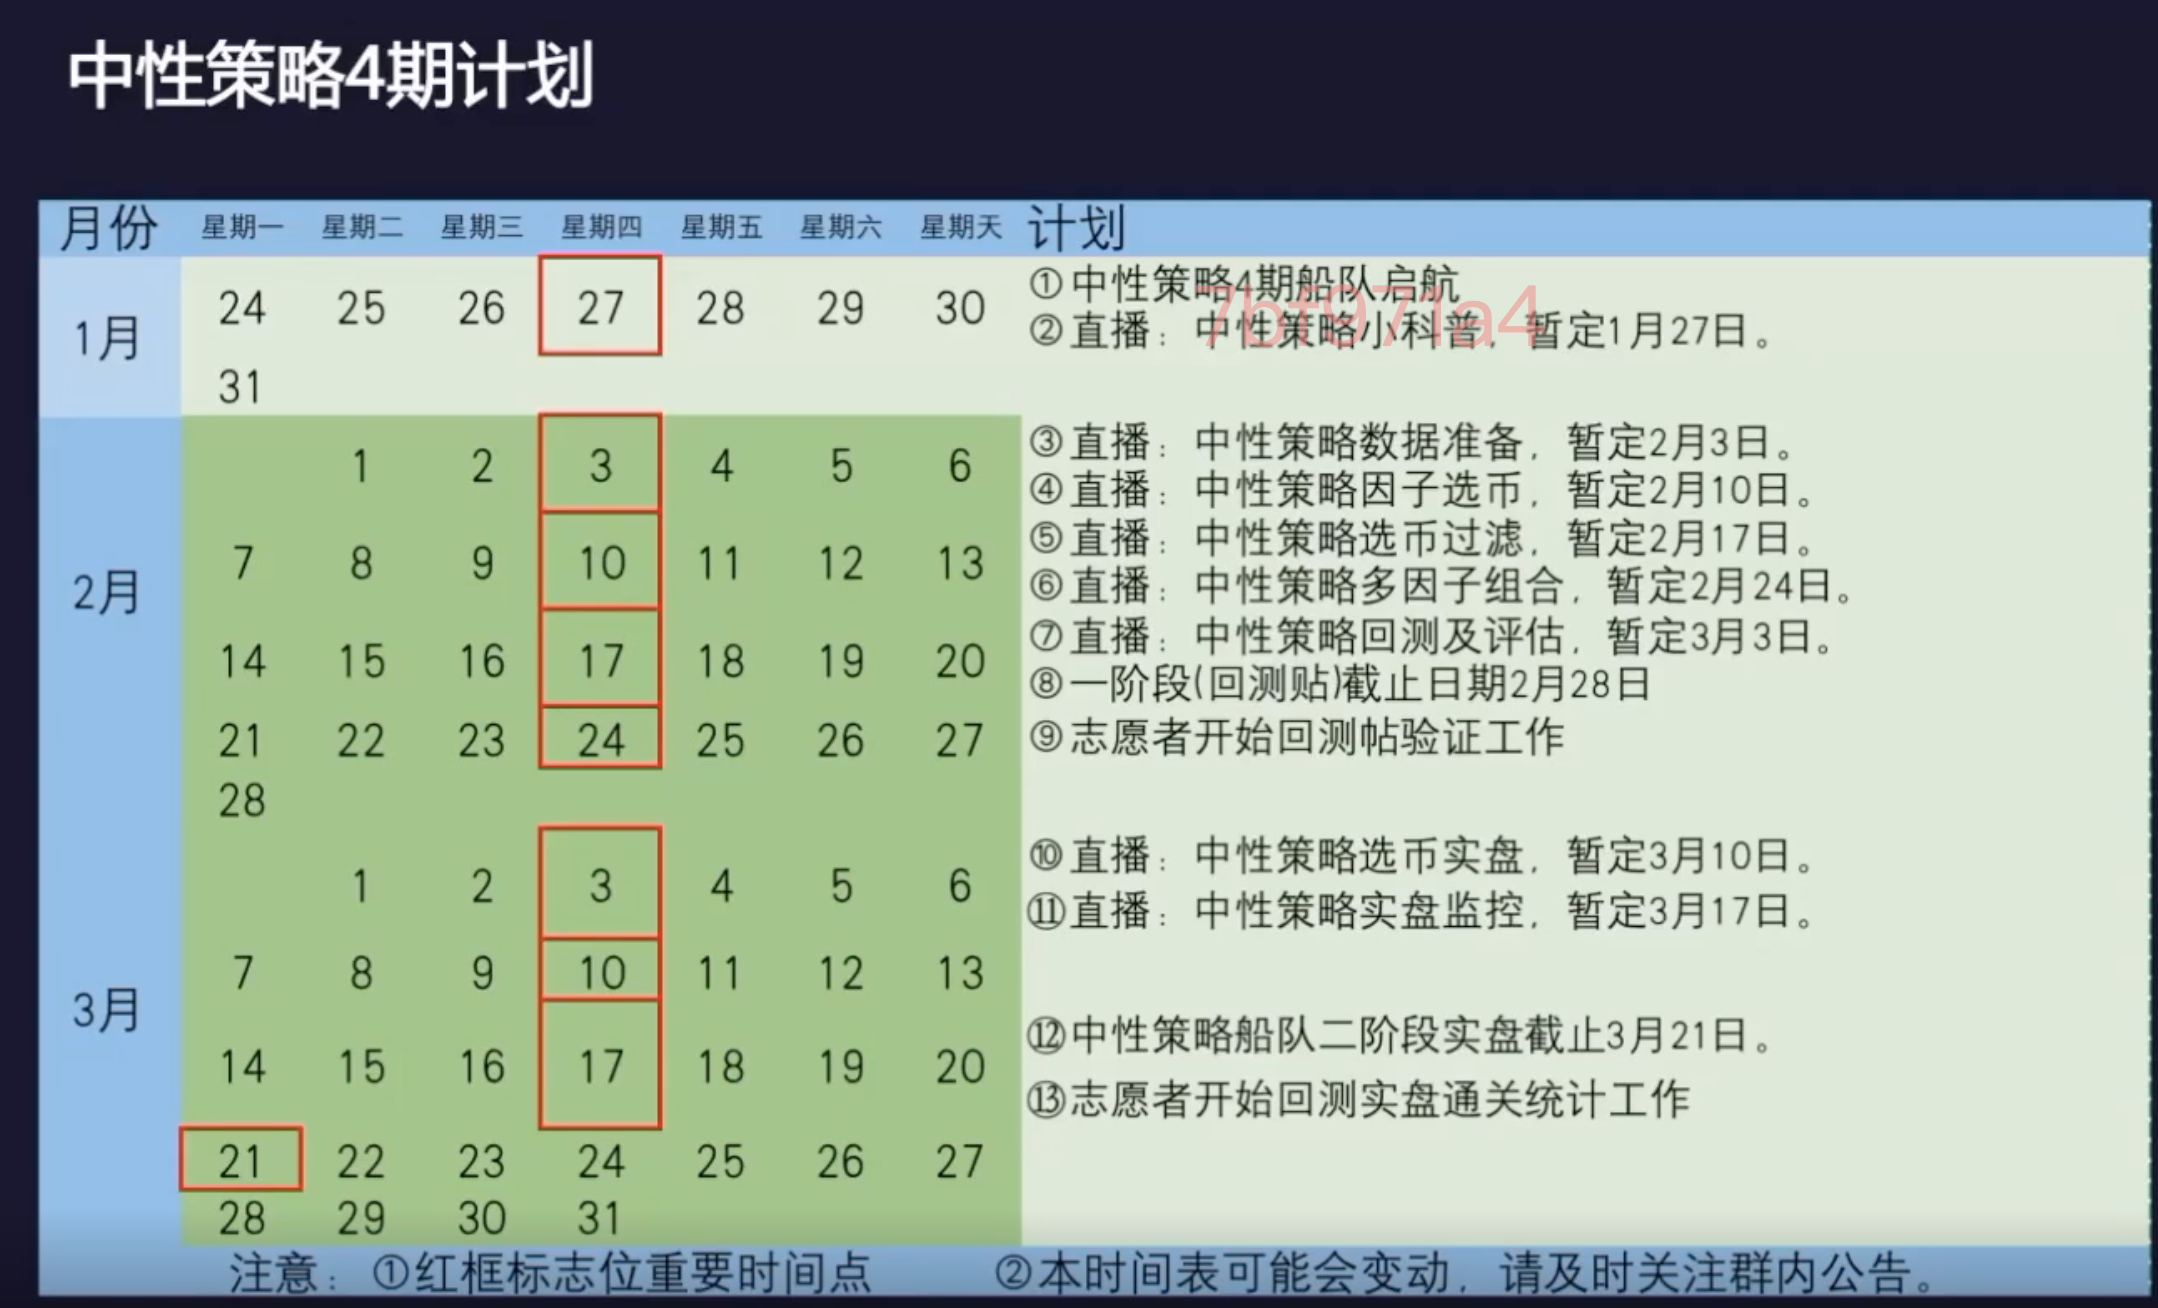 中性策略4期计划
月份 星期一 星期二 星期三 星期四 星期五 星期六 星期天 计划
1月
24 25 26 27 28 29 30
31
①中性策略4期船队启航
②直播：中性策略小科普，暂定1月27日。
7bf971a4
2月
1 2 3 4 5 6
7 8 9 10 11 12 13
14 15 16 17 18 19 20
21 22 23 24 25 26 27
28
③直播：中性策略数据准备，暂定2月3日。
④直播：中性策略因子选币，暂定2月10日。
⑤直播：中性策略选币过滤，暂定2月17日。
⑥直播：中性策略多因子组合，暂定2月24日。
⑦直播：中性策略回测及评估，暂定3月3日。
⑧一阶段(回测贴)截止日期2月28日
⑨志愿者开始回测帖验证工作
3月
1 2 3 4 5 6
7 8 9 10 11 12 13
14 15 16 17 18 19 20
21 22 23 24 25 26 27
28 29 30 31
⑩直播：中性策略选币实盘，暂定3月10日。
⑪直播：中性策略实盘监控，暂定3月17日。
⑫中性策略船队二阶段实盘截止3月21日。
⑬志愿者开始回测实盘通关统计工作
注意：①红框标志位重要时间点 ②本时间表可能会变动，请及时关注群内公告。